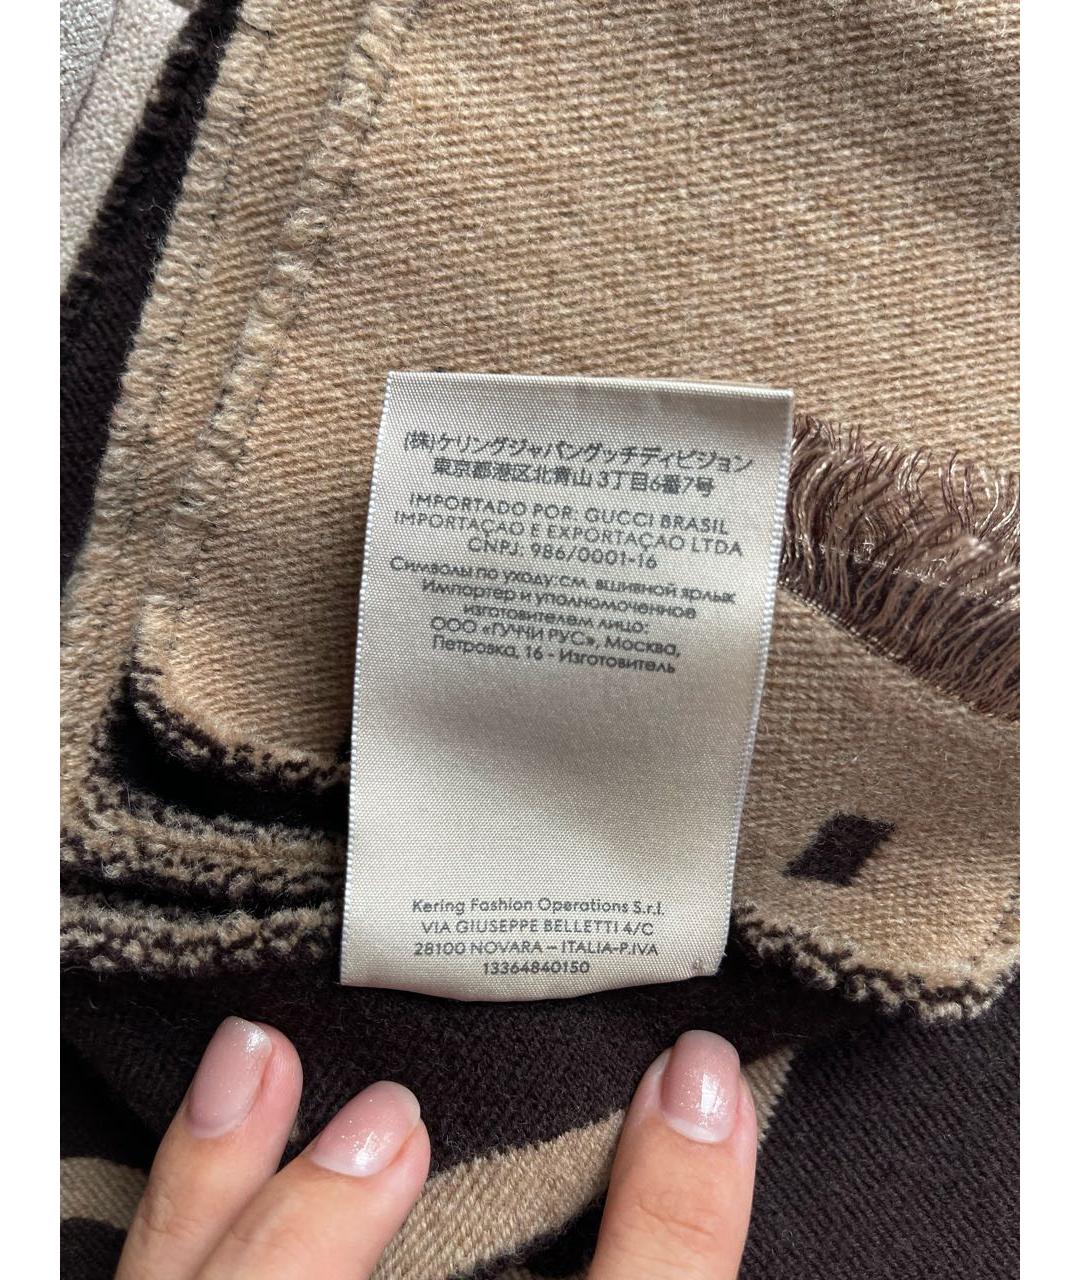 (株)ケリングジャパングッチディビジョン
東京都港区北青山3丁目6番7号
IMPORTADO POR: GUCCI BRASIL
IMPORTAÇAO E EXPORTAÇAO LTDA
CNPJ: 986/0001-16
Символы по уходу:см. вшивной ярлык
Импортер и уполномоченное
изготовителем лицо:
ООО «ГУЧЧИ РУС», Москва,
Петровка, 16 - Изготовитель
Kering Fashion Operations S.r.l.
VIA GIUSEPPE BELLETTI 4/C
28100 NOVARA – ITALIA-P.IVA
13364840150